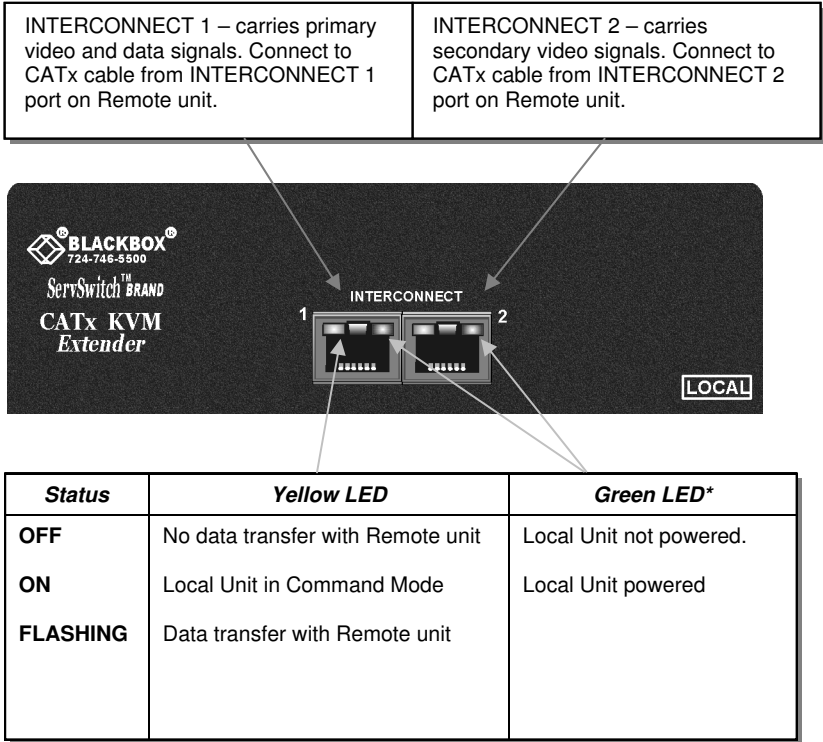 INTERCONNECT 1 – carries primary
video and data signals. Connect to
CATx cable from INTERCONNECT 1
port on Remote unit.
INTERCONNECT 2 – carries
secondary video signals. Connect to
CATx cable from INTERCONNECT 2
port on Remote unit.
® BLACKBOX®
724-746-5500
ServSwitch™ BRAND
CATx KVM
Extender
INTERCONNECT
1
2
LOCAL
Status Yellow LED Green LED*
OFF No data transfer with Remote unit Local Unit not powered.
ON Local Unit in Command Mode Local Unit powered
FLASHING Data transfer with Remote unit